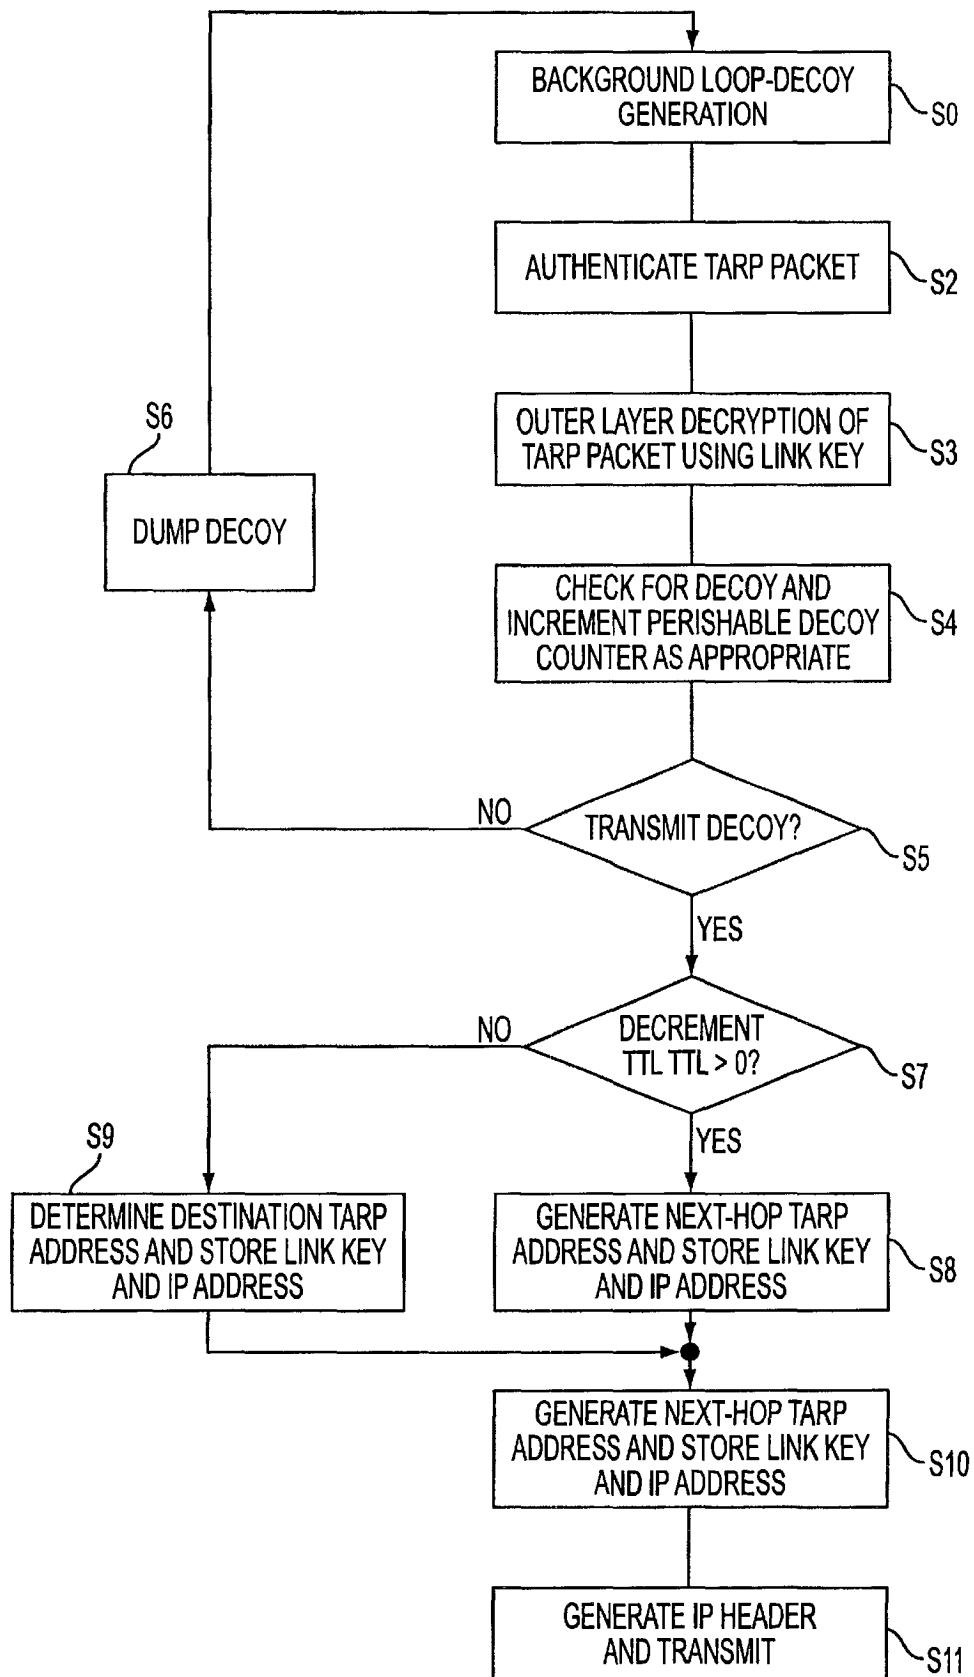 BACKGROUND LOOP-DECOY
GENERATION
S0
AUTHENTICATE TARP PACKET
S2
OUTER LAYER DECRYPTION OF
TARP PACKET USING LINK KEY
S3
S6
DUMP DECOY
CHECK FOR DECOY AND
INCREMENT PERISHABLE DECOY
COUNTER AS APPROPRIATE
S4
NO
TRANSMIT DECOY?
S5
YES
NO
DECREMENT
TTL TTL > 0?
S7
YES
S9
DETERMINE DESTINATION TARP
ADDRESS AND STORE LINK KEY
AND IP ADDRESS
GENERATE NEXT-HOP TARP
ADDRESS AND STORE LINK KEY
AND IP ADDRESS
S8
GENERATE NEXT-HOP TARP
ADDRESS AND STORE LINK KEY
AND IP ADDRESS
S10
GENERATE IP HEADER
AND TRANSMIT
S11